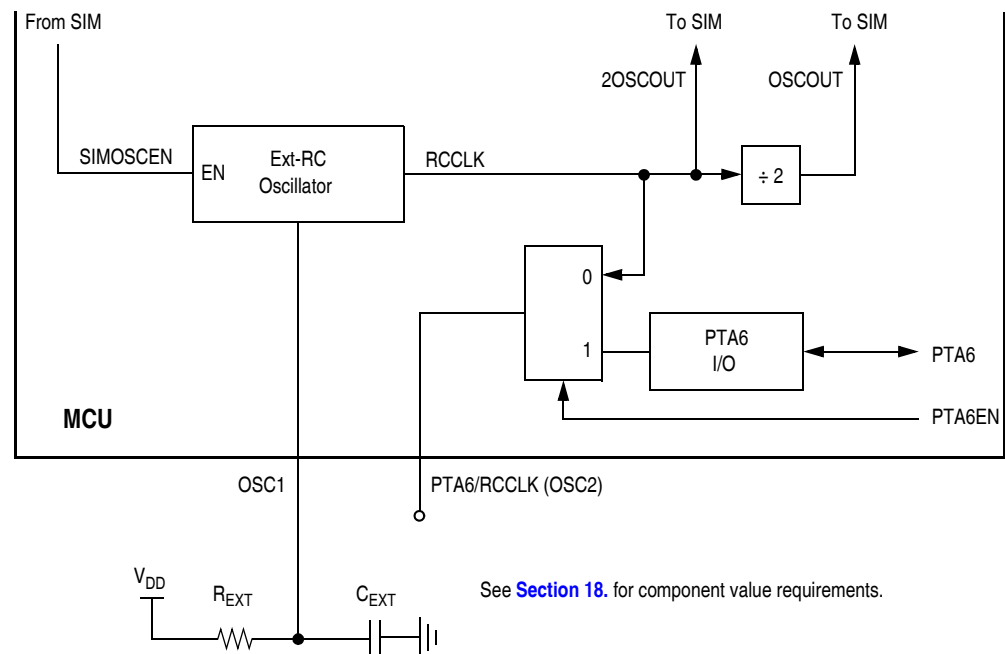 From SIM
To SIM
To SIM
2OSCOUT
OSCOUT
SIMOSCEN
EN
Ext-RC
Oscillator
RCCLK
÷ 2
0
1
PTA6
I/O
PTA6
PTA6EN
MCU
OSC1
PTA6/RCCLK (OSC2)
VDD
REXT
CEXT
See Section 18. for component value requirements.